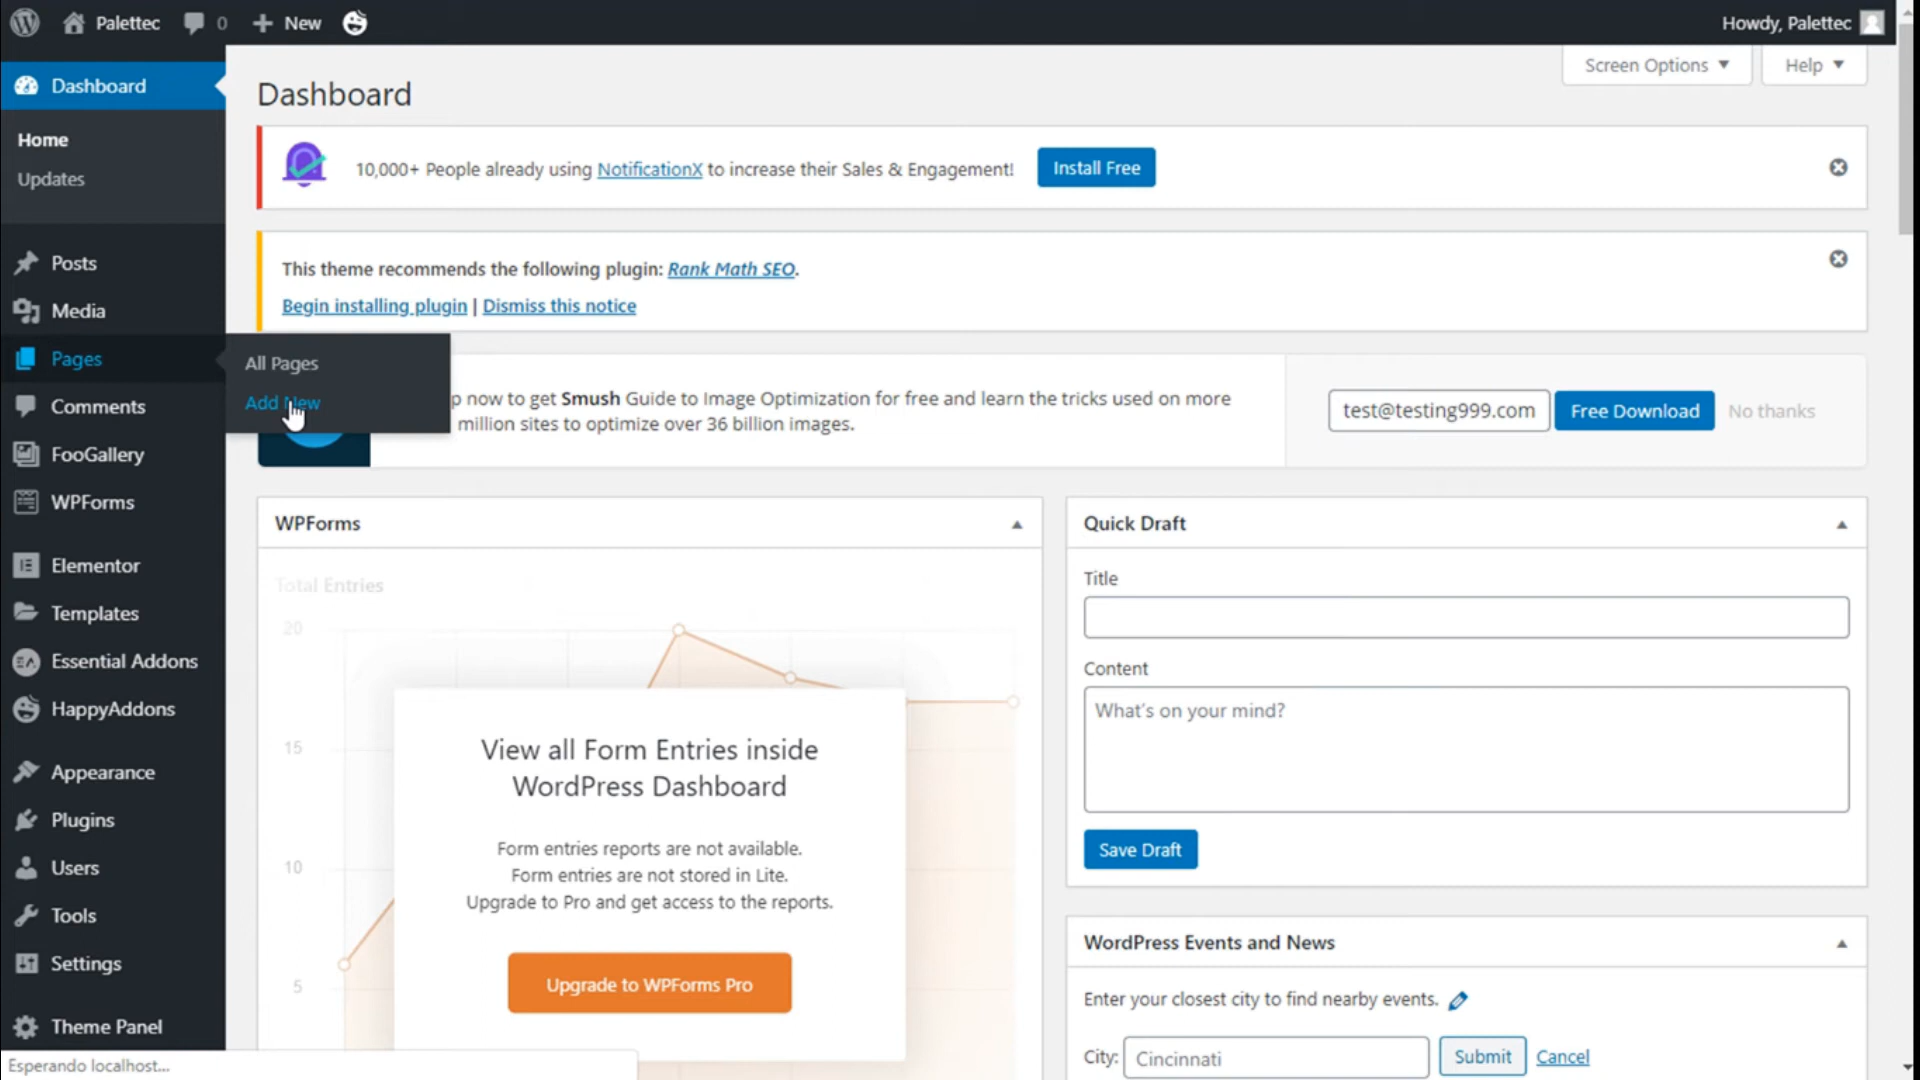 Palettec
0
New
Howdy, Palettec
Dashboard
Home
Updates
Posts
Media
Pages
Comments
FooGallery
WPForms
Elementor
Templates
Essential Addons
HappyAddons
Appearance
Plugins
Users
Tools
Settings
Theme Panel
All Pages
Add New
Screen Options
Help
Dashboard
10,000+ People already using NotificationX to increase their Sales & Engagement!
Install Free
This theme recommends the following plugin: Rank Math SEO.
Begin installing plugin | Dismiss this notice
now to get Smush Guide to Image Optimization for free and learn the tricks used on more
million sites to optimize over 36 billion images.
test@testing999.com
Free Download
No thanks
WPForms
Total Entries
20
15
10
5
View all Form Entries inside
WordPress Dashboard
Form entries reports are not available.
Form entries are not stored in Lite.
Upgrade to Pro and get access to the reports.
Upgrade to WPForms Pro
Quick Draft
Title
Content
What's on your mind?
Save Draft
WordPress Events and News
Enter your closest city to find nearby events.
City:
Cincinnati
Submit
Cancel
Esperando localhost...